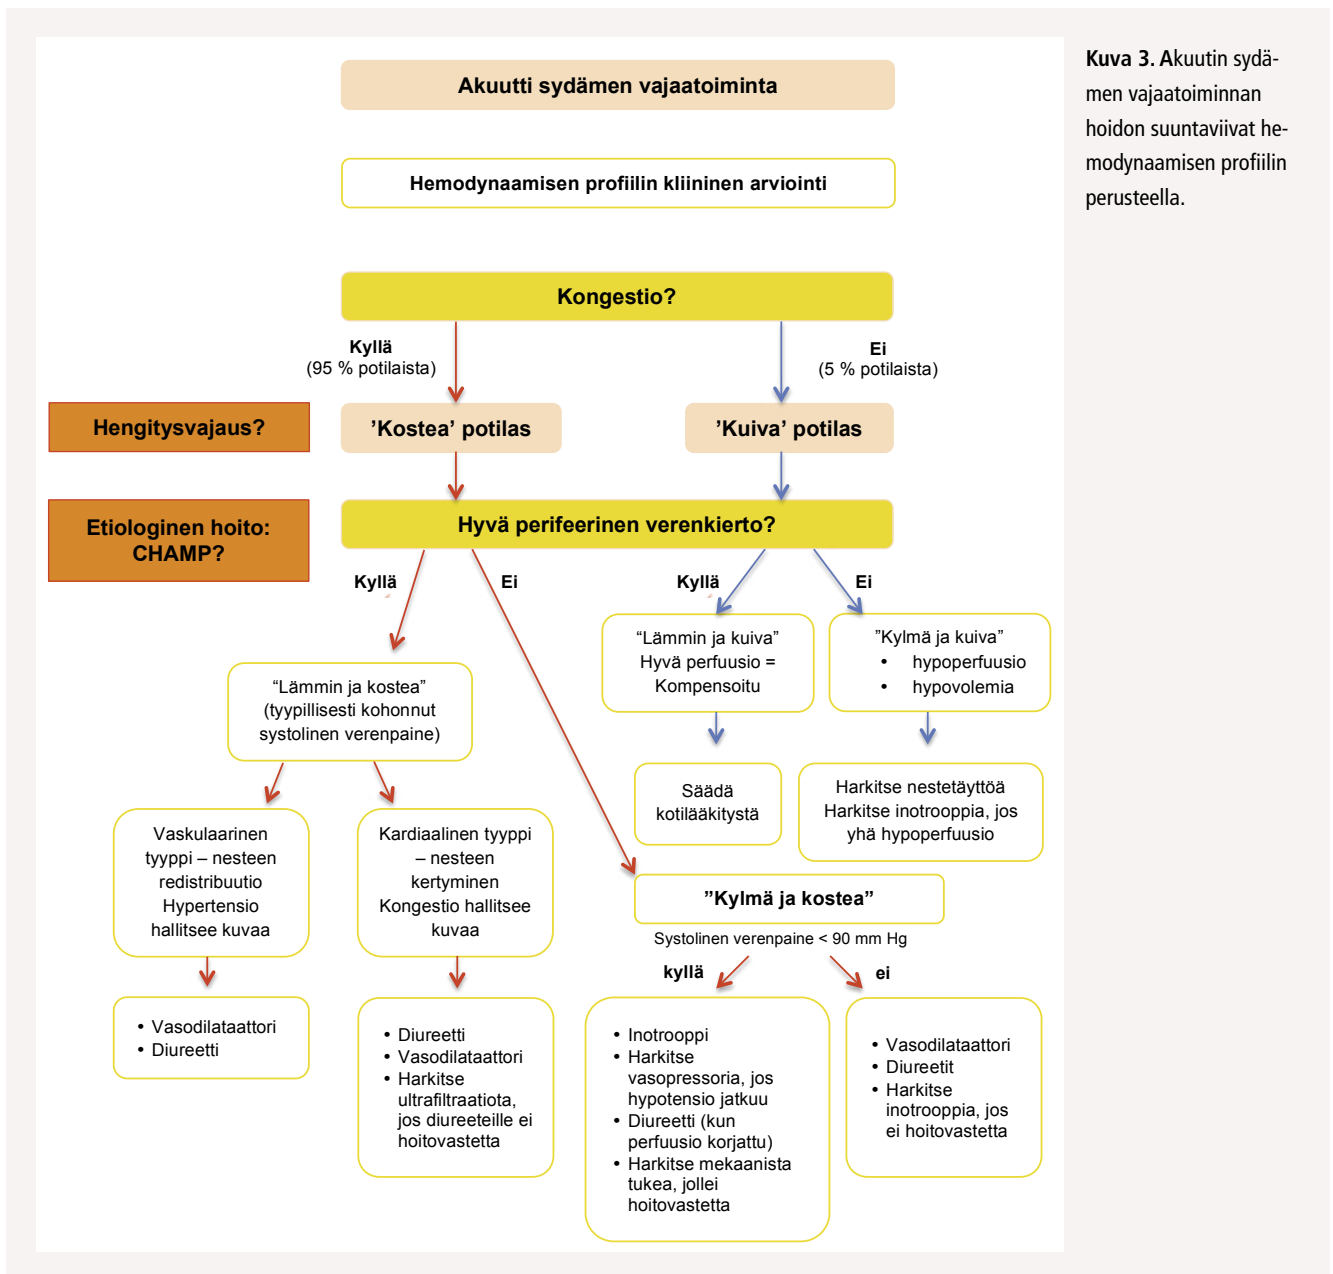 Akuutti sydämen vajaatoiminta
Hemodynaamisen profiilin kliininen arviointi
Kongestio?
Kyllä
(95 % potilaista)
Ei
(5 % potilaista)
Hengitysvajaus?
’Kostea’ potilas
’Kuiva’ potilas
Etiologinen hoito:
CHAMP?
Hyvä perifeerinen verenkierto?
Kyllä
Ei
Kyllä
Ei
“Lämmin ja kostea”
(tyypillisesti kohonnut
systolinen verenpaine)
“Lämmin ja kuiva”
Hyvä perfuusio =
Kompensoitu
”Kylmä ja kuiva”
• hypoperfuusio
• hypovolemia
Säädä
kotilääkitystä
Harkitse nestetäyttöä
Harkitse inotrooppia, jos
yhä hypoperfuusio
Vaskulaarinen
tyyppi – nesteen
redistribuutio
Hypertensio
hallitsee kuvaa
Kardiaalinen tyyppi
– nesteen
kertyminen
Kongestio hallitsee
kuvaa
”Kylmä ja kostea”
Systolinen verenpaine < 90 mm Hg
kyllä
ei
• Vasodilataattori
• Diureetti
• Diureetti
• Vasodilataattori
• Harkitse
ultrafiltraatiota,
jos diureeteille ei
hoitovastetta
• Inotrooppi
• Harkitse
vasopressoria, jos
hypotensio jatkuu
• Diureetti (kun
perfuusio korjattu)
• Harkitse mekaanista
tukea, jollei
hoitovastetta
• Vasodilataattori
• Diureetit
• Harkitse
inotrooppia, jos
ei hoitovastetta
Kuva 3. Akuutin sydä-
men vajaatoiminnan
hoidon suuntaviivat he-
modynaamisen profiilin
perusteella.